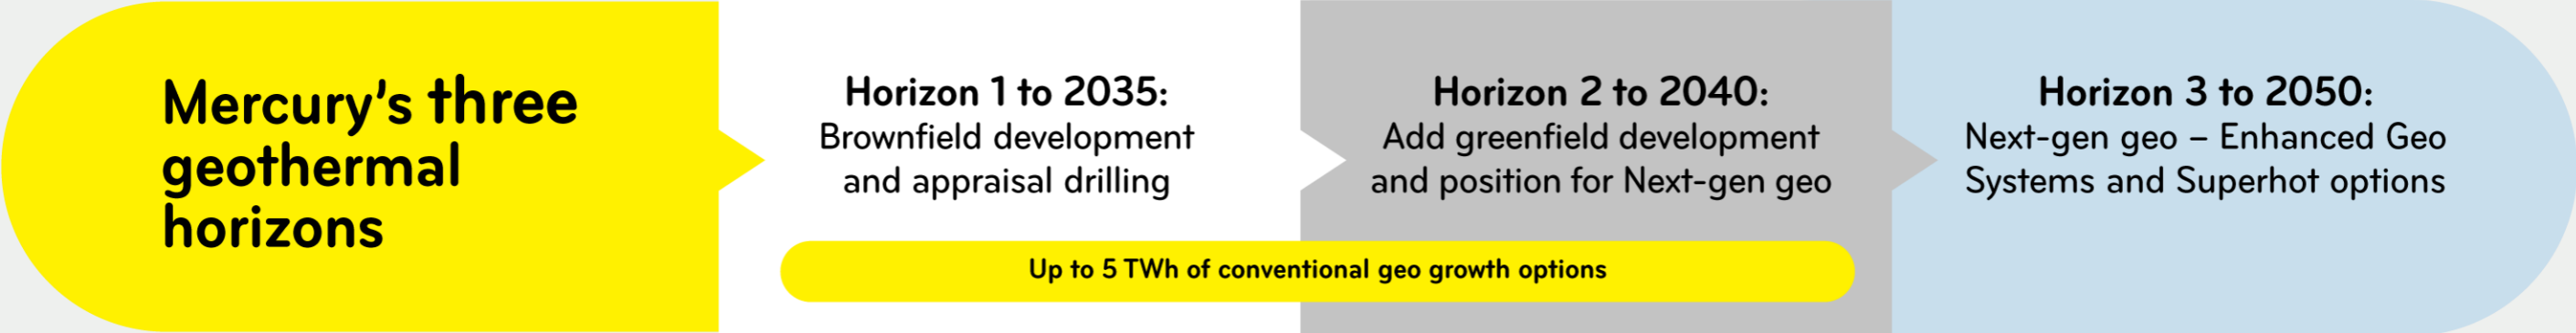 Mercury's three
geothermal
horizons
Horizon 1 to 2035:
Brownfield development
and appraisal drilling
Horizon 2 to 2040:
Add greenfield development
and position for Next-gen geo
Horizon 3 to 2050:
Next-gen geo – Enhanced Geo
Systems and Superhot options
Up to 5 TWh of conventional geo growth options